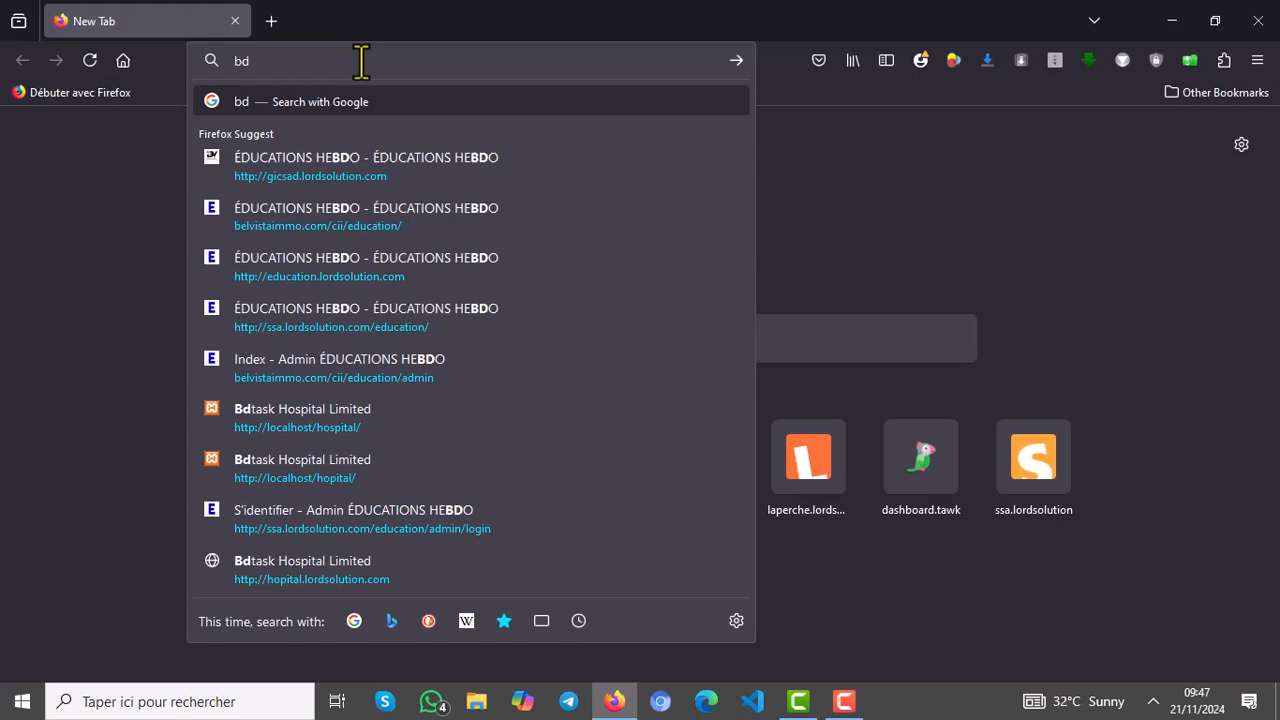 New Tab
bd
Débuter avec Firefox
Other Bookmarks
bd — Search with Google
Firefox Suggest
ÉDUCATIONS HEBDO - ÉDUCATIONS HEBDO
http://gicsad.lordsolution.com
ÉDUCATIONS HEBDO - ÉDUCATIONS HEBDO
belvistaimmo.com/cii/education/
ÉDUCATIONS HEBDO - ÉDUCATIONS HEBDO
http://education.lordsolution.com
ÉDUCATIONS HEBDO - ÉDUCATIONS HEBDO
http://ssa.lordsolution.com/education/
Index - Admin ÉDUCATIONS HEBDO
belvistaimmo.com/cii/education/admin
Bdtask Hospital Limited
http://localhost/hospital/
Bdtask Hospital Limited
http://localhost/hopital/
S'identifier - Admin ÉDUCATIONS HEBDO
http://ssa.lordsolution.com/education/admin/login
Bdtask Hospital Limited
http://hopital.lordsolution.com
laperche.lords... dashboard.tawk ssa.lordsolution
This time, search with:
Taper ici pour rechercher
4
32°C Sunny
09:47
21/11/2024